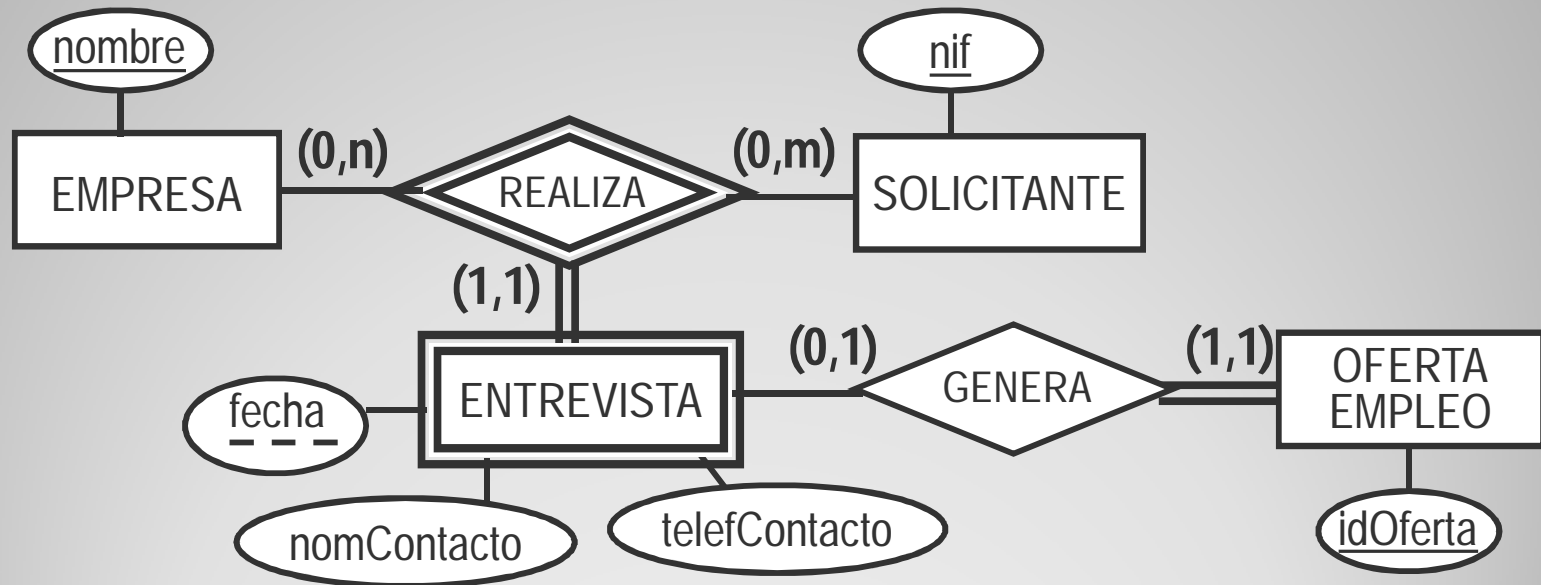 nombre
nif
(0,n)
(0,m)
EMPRESA
REALIZA
SOLICITANTE
(1,1)
(0,1)
(1,1)
ENTREVISTA
GENERA
OFERTA
EMPLEO
fecha
nomContacto
telefContacto
idOferta